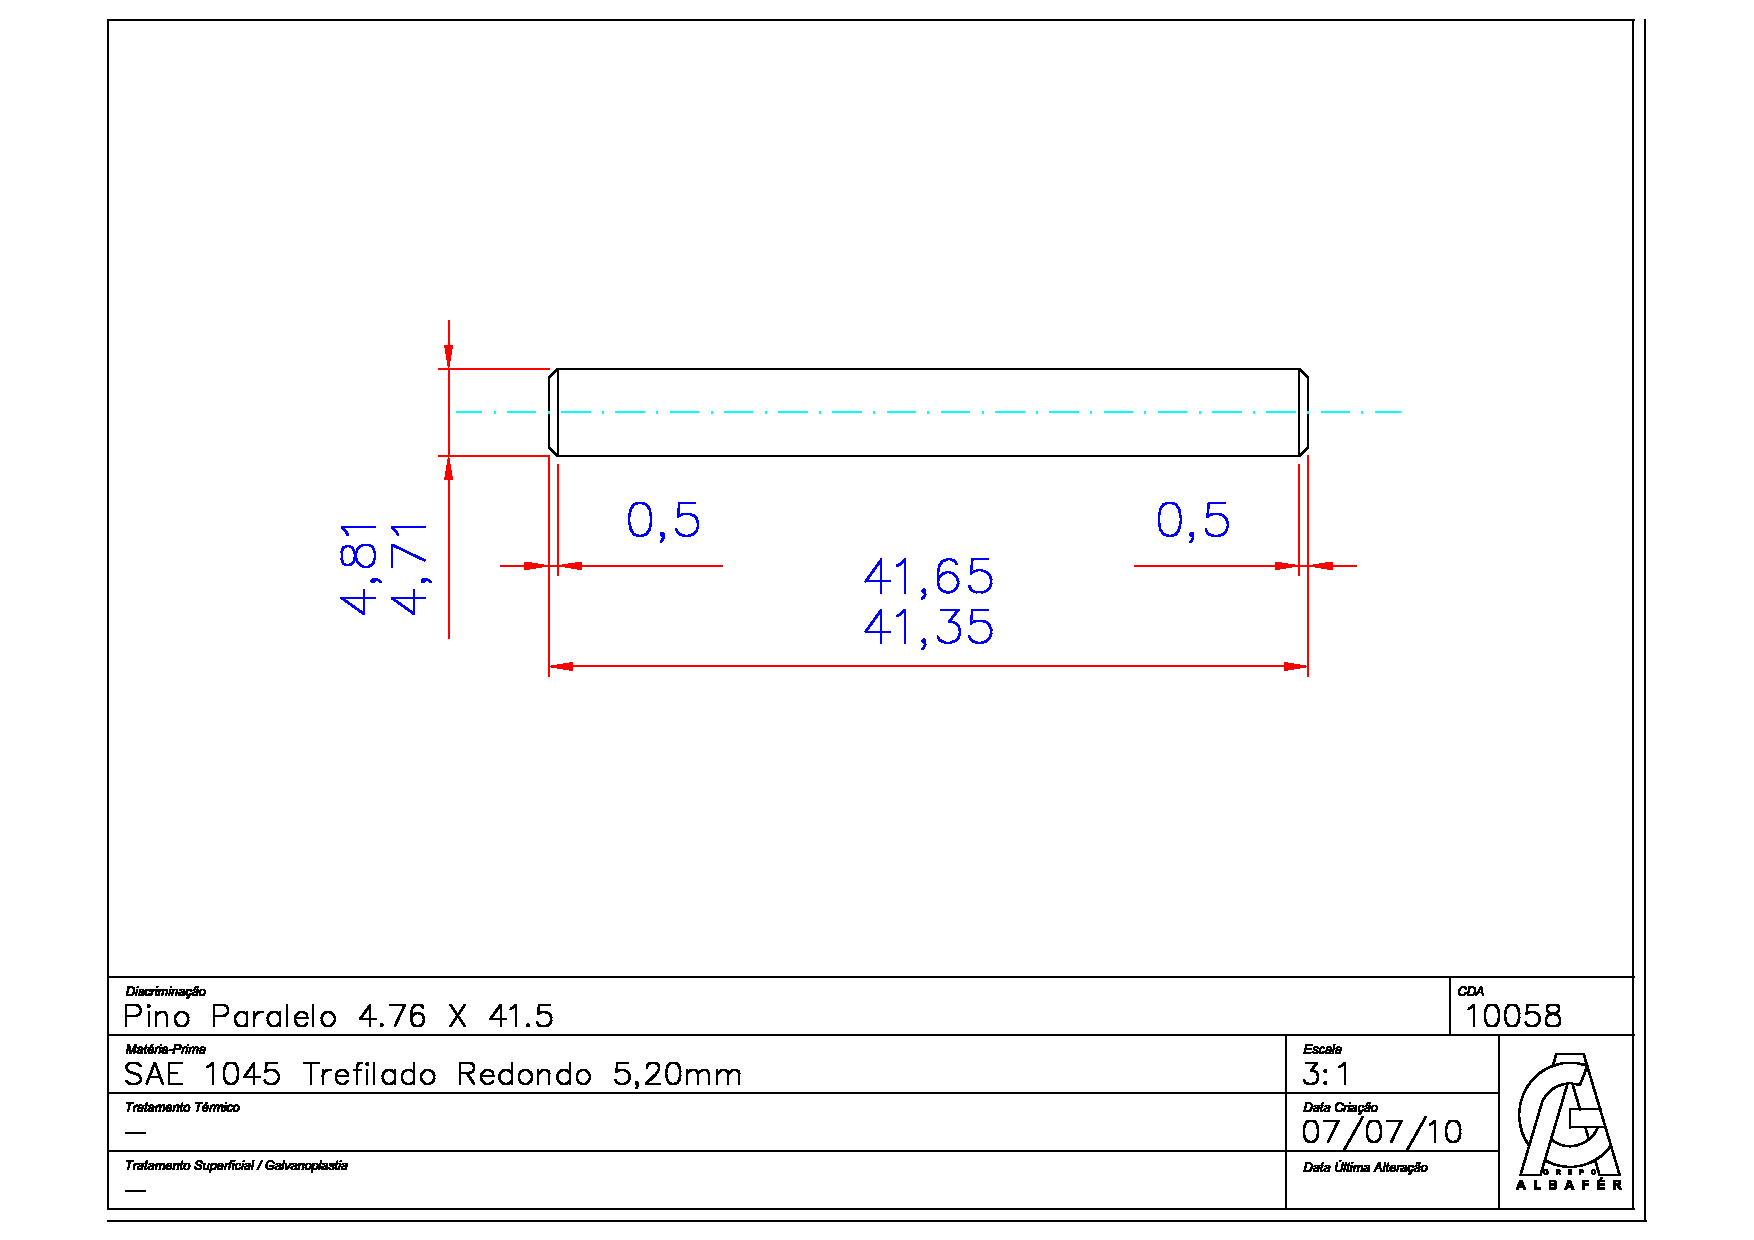 4,81
4,71
0,5
0,5
41,65
41,35
Discriminação
Pino Paralelo 4.76 X 41.5
CDA
10058
Matéria-Prima
SAE 1045 Trefilado Redondo 5,20mm
Escala
3:1
Tratamento Térmico
—
Data Criação
07/07/10
Tratamento Superficial / Galvanoplastia
—
Data Última Alteração
GRUPO
ALBAFÉR